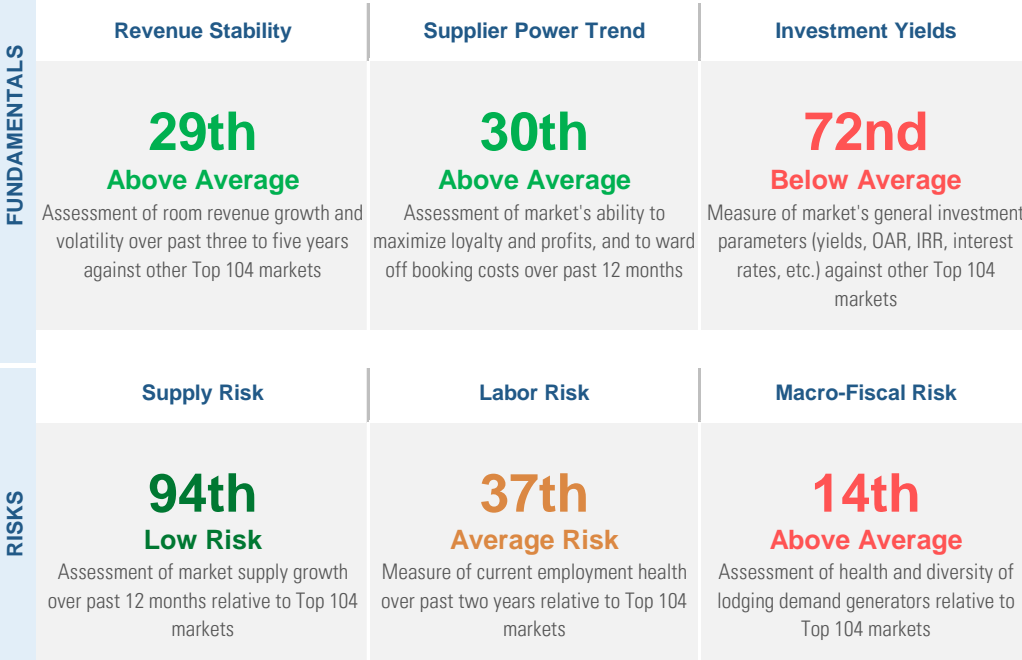 FUNDAMENTALS
Revenue Stability
29th
Above Average
Assessment of room revenue growth and
volatility over past three to five years
against other Top 104 markets
Supplier Power Trend
30th
Above Average
Assessment of market's ability to
maximize loyalty and profits, and to ward
off booking costs over past 12 months
Investment Yields
72nd
Below Average
Measure of market's general investment
parameters (yields, OAR, IRR, interest
rates, etc.) against other Top 104
markets
RISKS
Supply Risk
94th
Low Risk
Assessment of market supply growth
over past 12 months relative to Top 104
markets
Labor Risk
37th
Average Risk
Measure of current employment health
over past two years relative to Top 104
markets
Macro-Fiscal Risk
14th
Above Average
Assessment of health and diversity of
lodging demand generators relative to
Top 104 markets